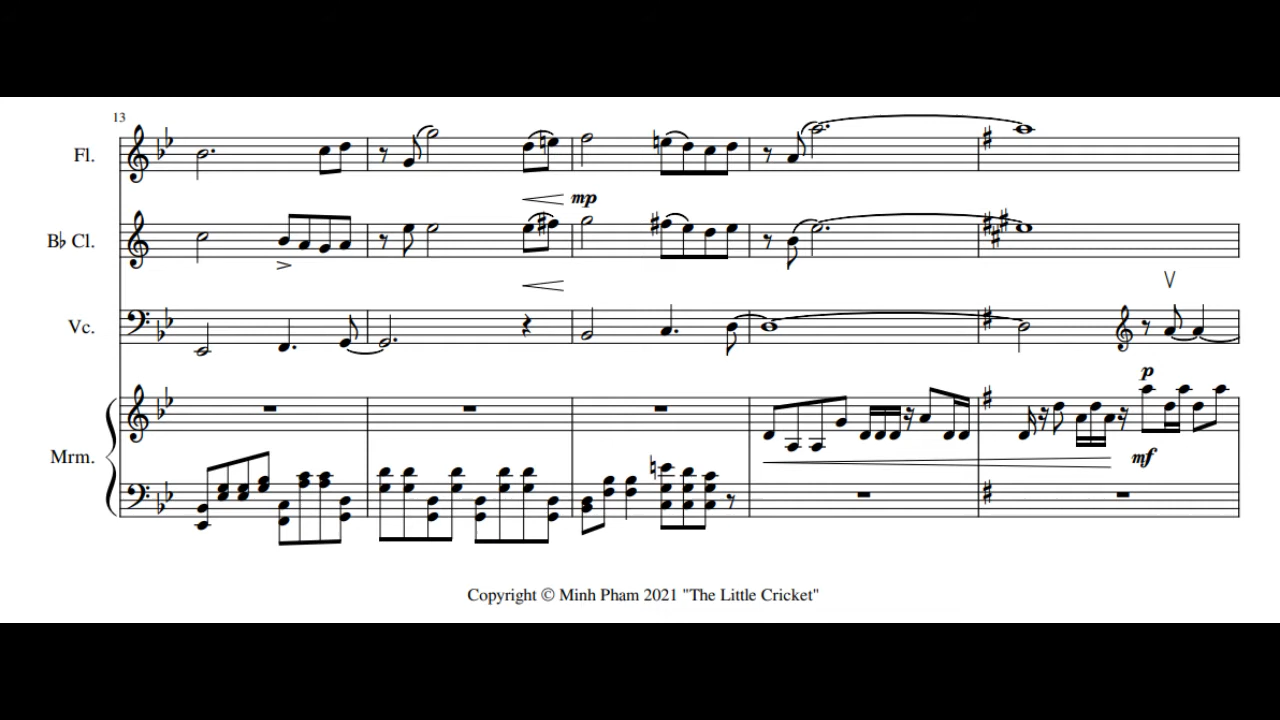 13
Fl.
mp
B♭ Cl.
Vc.
p
Mrm.
mf
Copyright © Minh Pham 2021 "The Little Cricket"